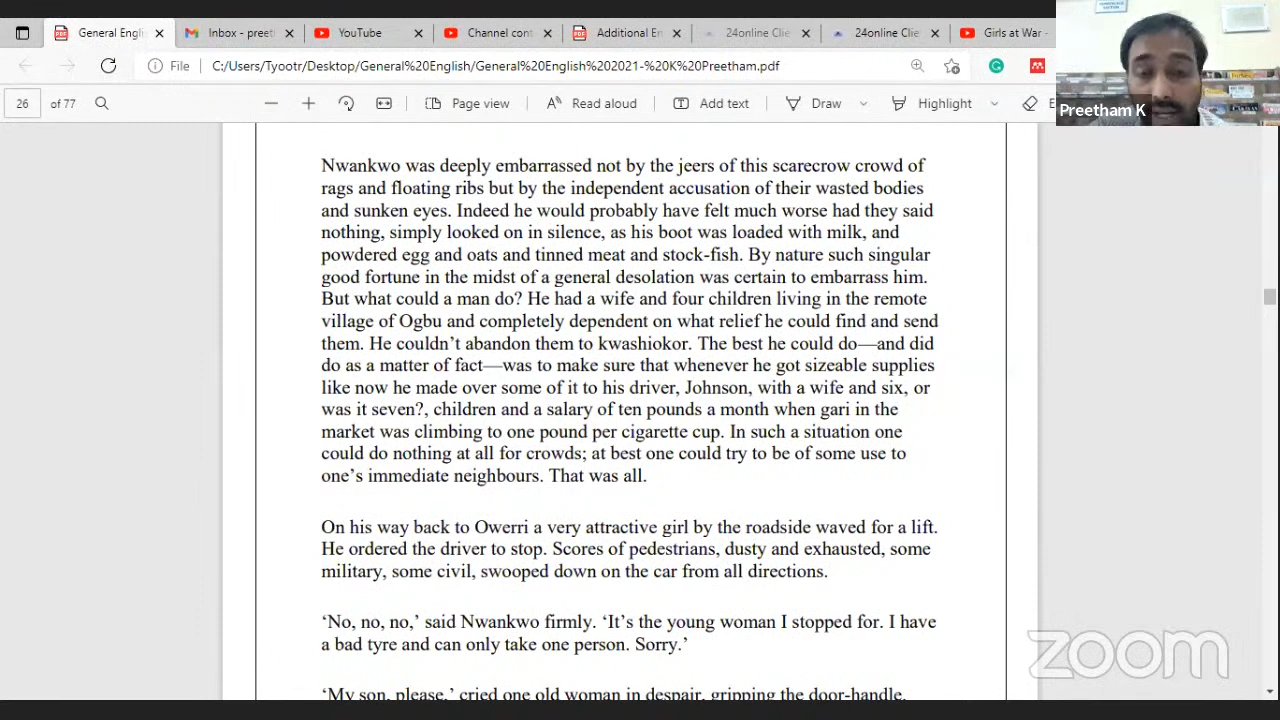 General Engli
Inbox - preet
YouTube
Channel cont
Additional En
24online Clie
24online Clie
Girls at War -
File
C:/Users/Tyootr/Desktop/General%20English/General%20English%202021-%20K%20Preetham.pdf
26 of 77
Page view
Read aloud
Add text
Draw
Highlight
Preetham K
Nwankwo was deeply embarrassed not by the jeers of this scarecrow crowd of
rags and floating ribs but by the independent accusation of their wasted bodies
and sunken eyes. Indeed he would probably have felt much worse had they said
nothing, simply looked on in silence, as his boot was loaded with milk, and
powdered egg and oats and tinned meat and stock-fish. By nature such singular
good fortune in the midst of a general desolation was certain to embarrass him.
But what could a man do? He had a wife and four children living in the remote
village of Ogbu and completely dependent on what relief he could find and send
them. He couldn’t abandon them to kwashiokor. The best he could do—and did
do as a matter of fact—was to make sure that whenever he got sizeable supplies
like now he made over some of it to his driver, Johnson, with a wife and six, or
was it seven?, children and a salary of ten pounds a month when gari in the
market was climbing to one pound per cigarette cup. In such a situation one
could do nothing at all for crowds; at best one could try to be of some use to
one’s immediate neighbours. That was all.
On his way back to Owerri a very attractive girl by the roadside waved for a lift.
He ordered the driver to stop. Scores of pedestrians, dusty and exhausted, some
military, some civil, swooped down on the car from all directions.
‘No, no, no,’ said Nwankwo firmly. ‘It’s the young woman I stopped for. I have
a bad tyre and can only take one person. Sorry.’
‘My son, please,’ cried one old woman in despair, gripping the door-handle.
zoom